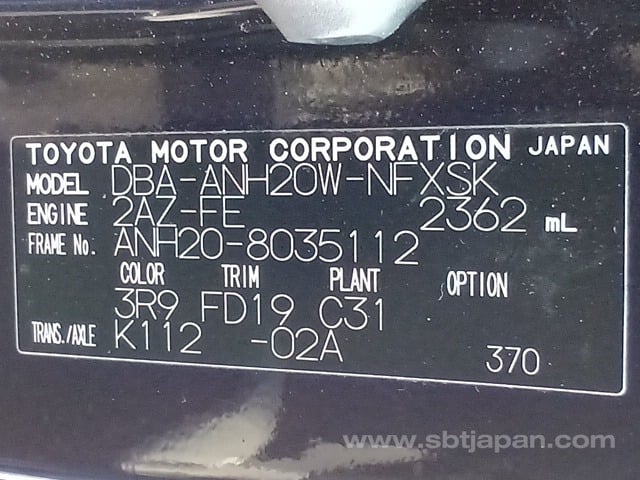 TOYOTA MOTOR CORPORATION JAPAN
MODEL DBA-ANH20W-NFXSK
ENGINE 2AZ-FE 2362 mL
FRAME No. ANH20-8035112
COLOR TRIM PLANT OPTION
3R9 FD19 C31
TRANS./AXLE K112 -02A 370
www.sbtjapan.com